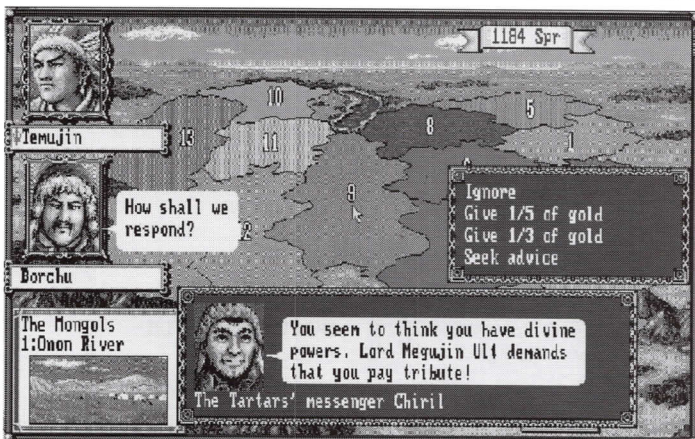 1184 Spr
Temujin
10
5
13
8
1
11
9
2
How shall we
respond?
Borchu
Ignore
Give 1/5 of gold
Give 1/3 of gold
Seek advice
The Mongols
1:Onon River
You seem to think you have divine
powers. Lord Megujin Ult demands
that you pay tribute!
The Tartars' messenger Chiril